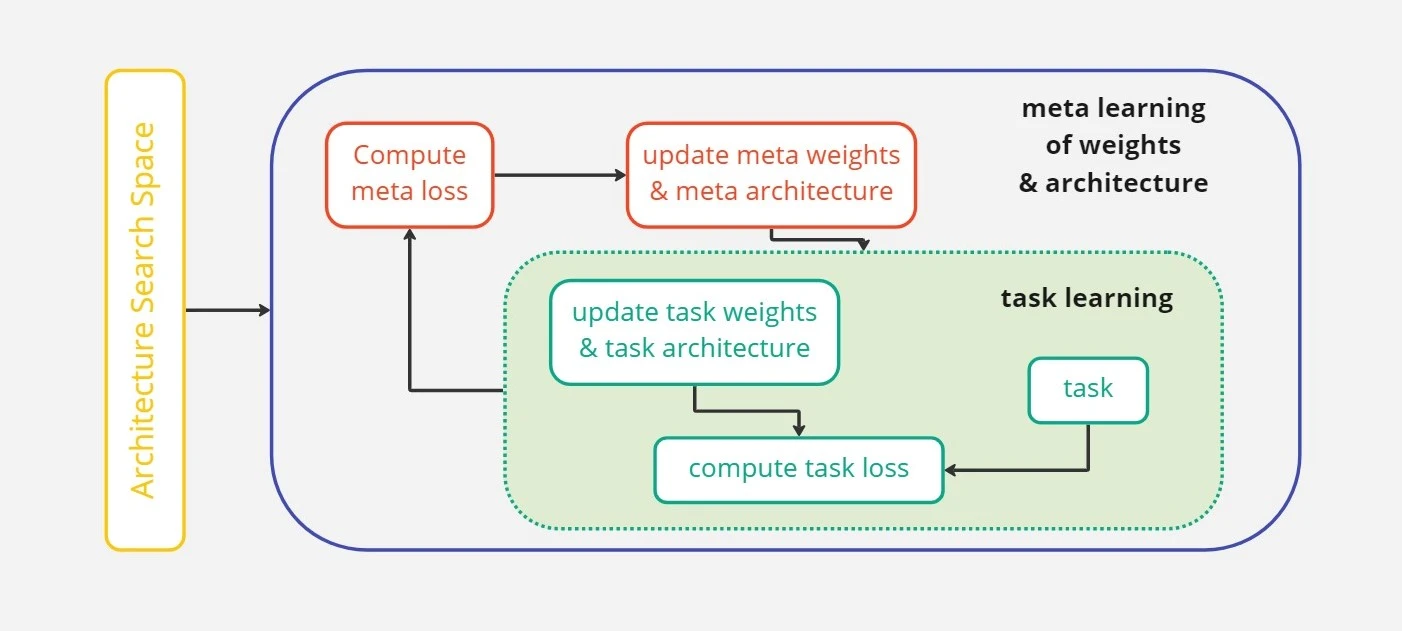 Architecture Search Space
Compute
meta loss
update meta weights
& meta architecture
meta learning
of weights
& architecture
update task weights
& task architecture
task learning
task
compute task loss